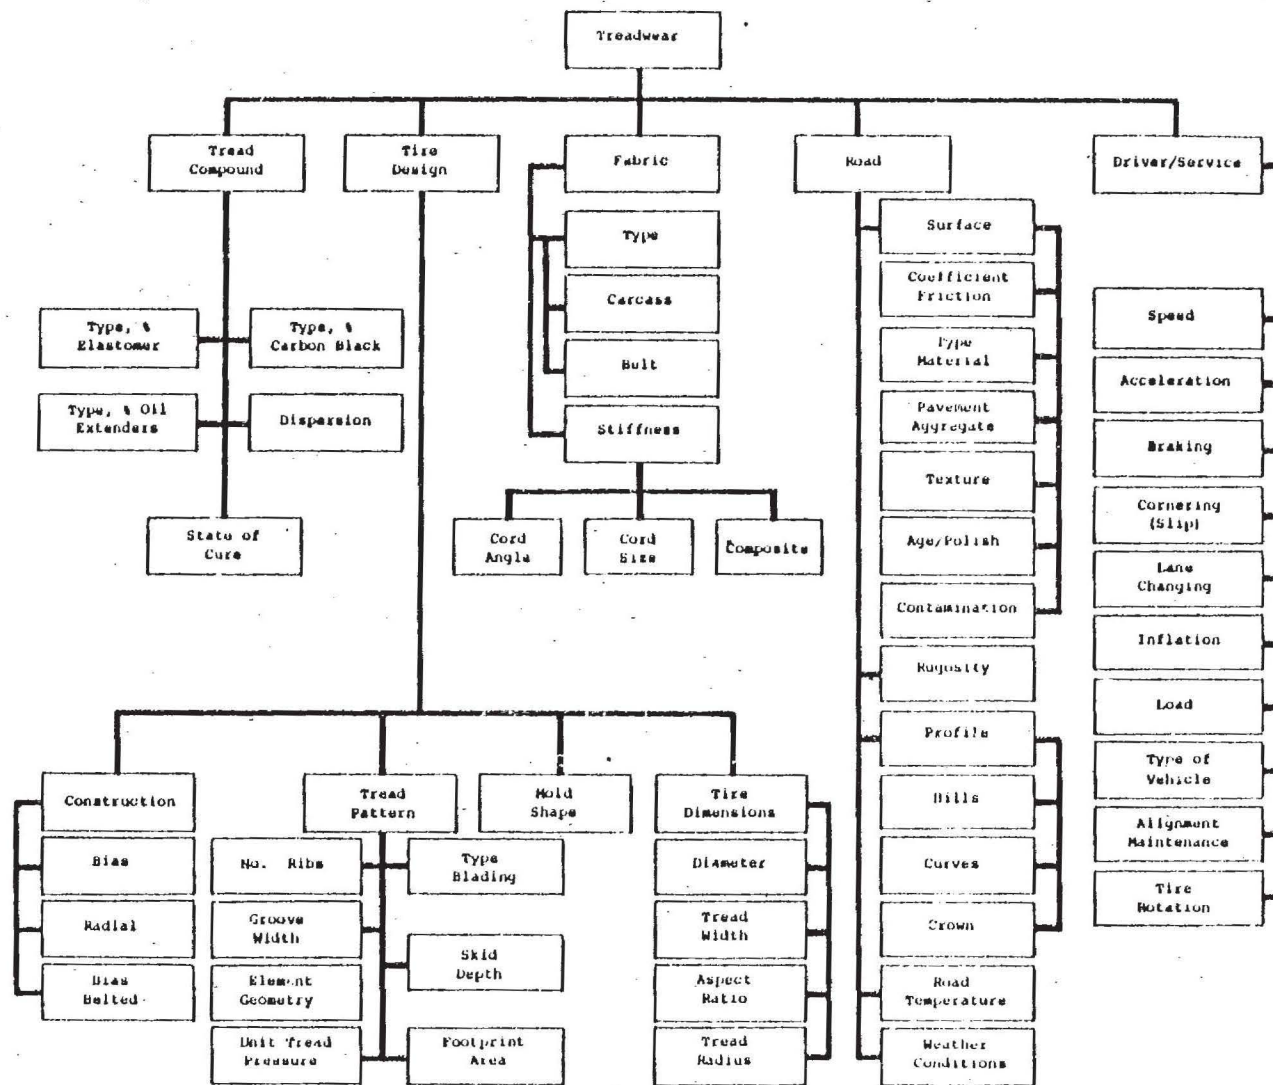 Treadwear
Tread
Compound
Tire
Design
Fabric
Road
Driver/Service
Type, %
Elastomer
Type, %
Carbon Black
Type, % Oil
Extenders
Dispersion
State of
Cure
Type
Carcass
Belt
Stiffness
Cord
Angle
Cord
Size
Composite
Surface
Coefficient
Friction
Type
Material
Pavement
Aggregate
Texture
Age/Polish
Contamination
Rugosity
Profile
Hills
Curves
Crown
Road
Temperature
Weather
Conditions
Speed
Acceleration
Braking
Cornering
(Slip)
Lane
Changing
Inflation
Load
Type of
Vehicle
Alignment
Maintenance
Tire
Rotation
Construction
Bias
Radial
Bias
Belted
Tread
Pattern
No. Ribs
Type
Blading
Groove
Width
Skid
Depth
Element
Geometry
Unit Tread
Pressure
Footprint
Area
Mold
Shape
Tire
Dimensions
Diameter
Tread
Width
Aspect
Ratio
Tread
Radius